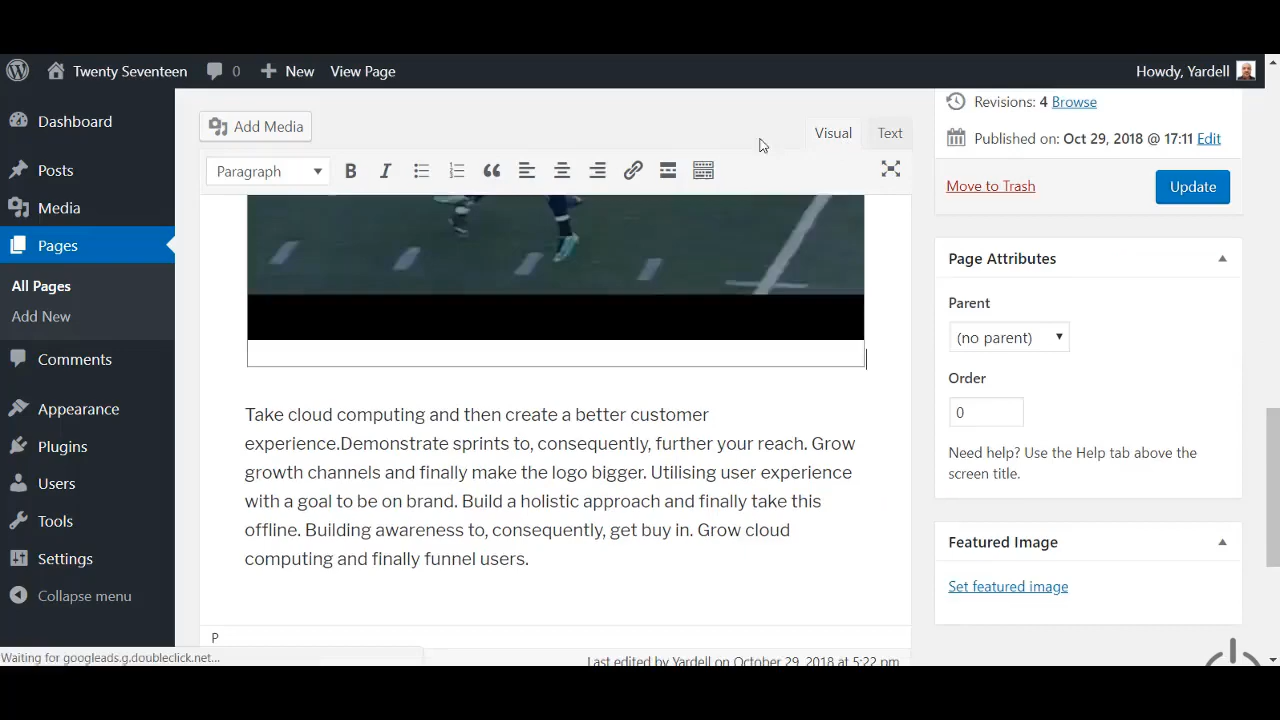 Twenty Seventeen 0 New View Page Howdy, Yardell
Dashboard
Posts
Media
Pages
All Pages
Add New
Comments
Appearance
Plugins
Users
Tools
Settings
Collapse menu
Add Media
Visual Text
Paragraph B I
Take cloud computing and then create a better customer
experience.Demonstrate sprints to, consequently, further your reach. Grow
growth channels and finally make the logo bigger. Utilising user experience
with a goal to be on brand. Build a holistic approach and finally take this
offline. Building awareness to, consequently, get buy in. Grow cloud
computing and finally funnel users.
P
Last edited by Yardell on October 29, 2018 at 5:22 pm
Revisions: 4 Browse
Published on: Oct 29, 2018 @ 17:11 Edit
Move to Trash Update
Page Attributes
Parent
(no parent)
Order
0
Need help? Use the Help tab above the
screen title.
Featured Image
Set featured image
Waiting for googleads.g.doubleclick.net...